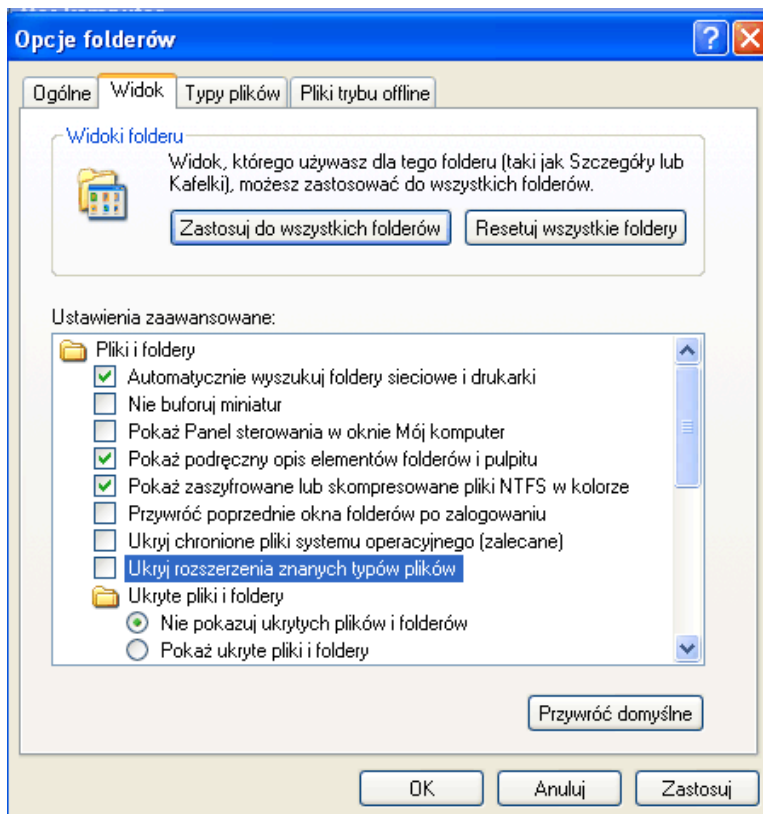 Opcje folderów
Ogólne
Widok
Typy plików
Pliki trybu offline
Widoki folderu
Widok, którego używasz dla tego folderu (taki jak Szczegóły lub
Kafelki), możesz zastosować do wszystkich folderów.
Zastosuj do wszystkich folderów
Resetuj wszystkie foldery
Ustawienia zaawansowane:
Pliki i foldery
Automatycznie wyszukuj foldery sieciowe i drukarki
Nie buforuj miniatur
Pokaż Panel sterowania w oknie Mój komputer
Pokaż podręczny opis elementów folderów i pulpitu
Pokaż zaszyfrowane lub skompresowane pliki NTFS w kolorze
Przywróć poprzednie okna folderów po zalogowaniu
Ukryj chronione pliki systemu operacyjnego (zalecane)
Ukryj rozszerzenia znanych typów plików
Ukryte pliki i foldery
Nie pokazuj ukrytych plików i folderów
Pokaż ukryte pliki i foldery
Przywróć domyślne
OK
Anuluj
Zastosuj